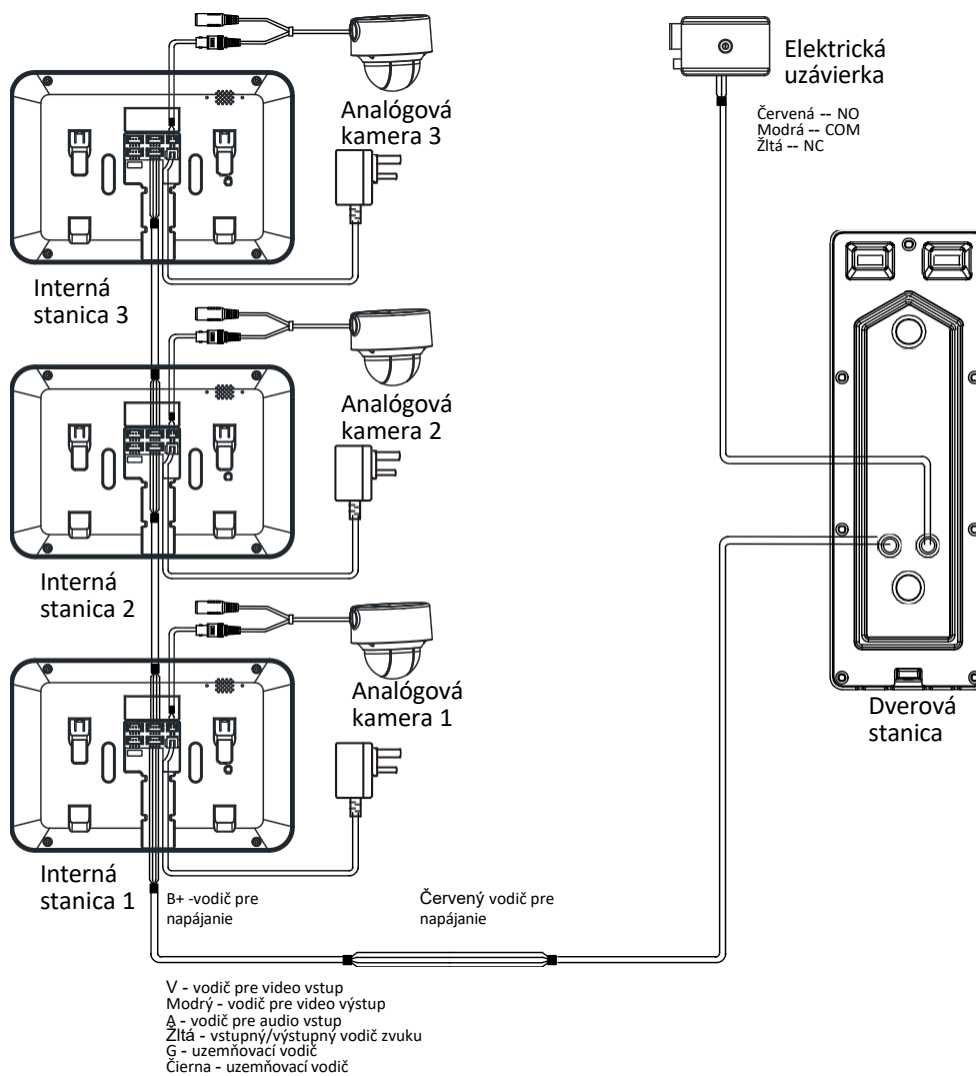 Analógová
kamera 3
Elektrická
uzávierka
Červená -- NO
Modrá -- COM
Žltá -- NC
Interná
stanica 3
Analógová
kamera 2
Interná
stanica 2
Analógová
kamera 1
Dverová
stanica
Interná
stanica 1
B+ -vodič pre
napájanie
Červený vodič pre
napájanie
V - vodič pre video vstup
Modrý - vodič pre video výstup
A - vodič pre audio vstup
Žltá - vstupný/výstupný vodič zvuku
G - uzemňovací vodič
Čierna - uzemňovací vodič